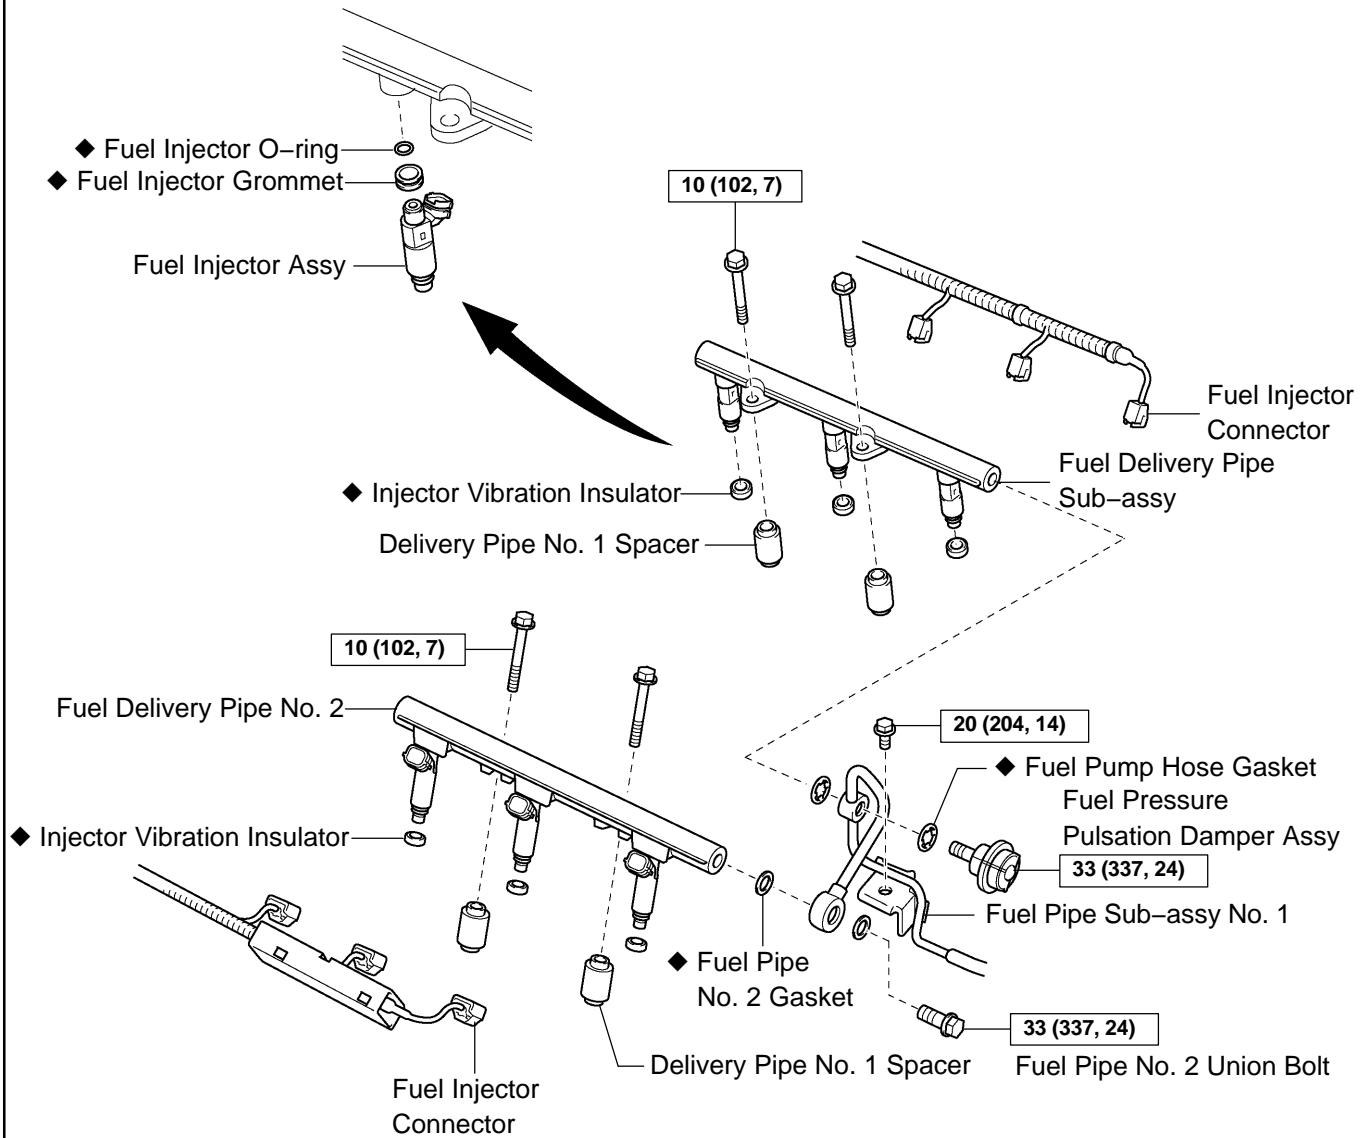 ◆ Fuel Injector O−ring
◆ Fuel Injector Grommet
Fuel Injector Assy
10 (102, 7)
Fuel Injector
Connector
Fuel Delivery Pipe
Sub−assy
◆ Injector Vibration Insulator
Delivery Pipe No. 1 Spacer
10 (102, 7)
Fuel Delivery Pipe No. 2
20 (204, 14)
◆ Fuel Pump Hose Gasket
Fuel Pressure
Pulsation Damper Assy
33 (337, 24)
◆ Injector Vibration Insulator
Fuel Pipe Sub−assy No. 1
◆ Fuel Pipe
No. 2 Gasket
33 (337, 24)
Fuel Pipe No. 2 Union Bolt
Delivery Pipe No. 1 Spacer
Fuel Injector
Connector